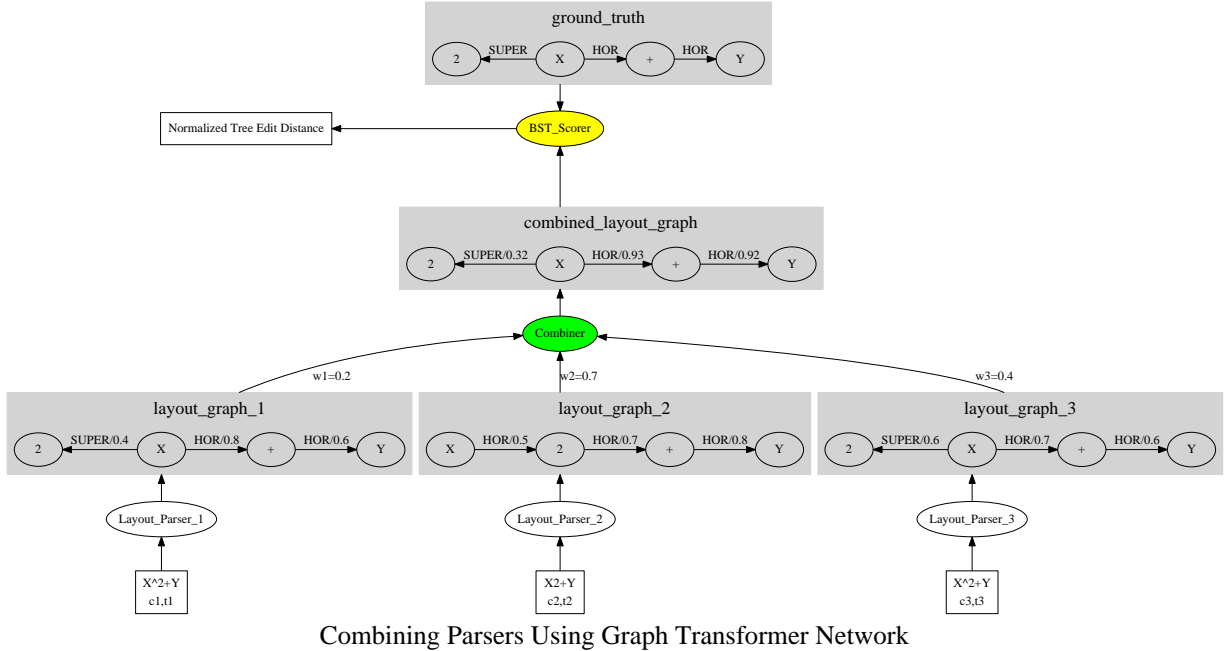 ground_truth
2 SUPER X HOR + HOR Y
Normalized Tree Edit Distance
BST_Scorer
combined_layout_graph
2 SUPER/0.32 X HOR/0.93 + HOR/0.92 Y
Combiner
w1=0.2 w2=0.7 w3=0.4
layout_graph_1
2 SUPER/0.4 X HOR/0.8 + HOR/0.6 Y
layout_graph_2
X HOR/0.5 2 HOR/0.7 + HOR/0.8 Y
layout_graph_3
2 SUPER/0.6 X HOR/0.7 + HOR/0.6 Y
Layout_Parser_1
Layout_Parser_2
Layout_Parser_3
X^2+Y
c1,t1
X2+Y
c2,t2
X^2+Y
c3,t3
Combining Parsers Using Graph Transformer Network